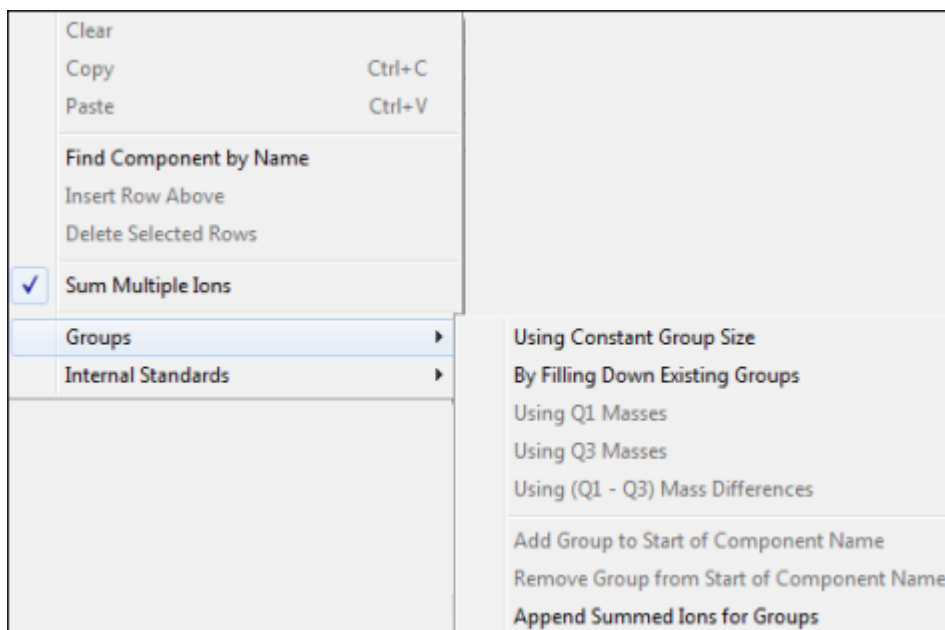 Clear
Copy Ctrl+C
Paste Ctrl+V
Find Component by Name
Insert Row Above
Delete Selected Rows
Sum Multiple Ions
Groups
Internal Standards
Using Constant Group Size
By Filling Down Existing Groups
Using Q1 Masses
Using Q3 Masses
Using (Q1 - Q3) Mass Differences
Add Group to Start of Component Name
Remove Group from Start of Component Name
Append Summed Ions for Groups